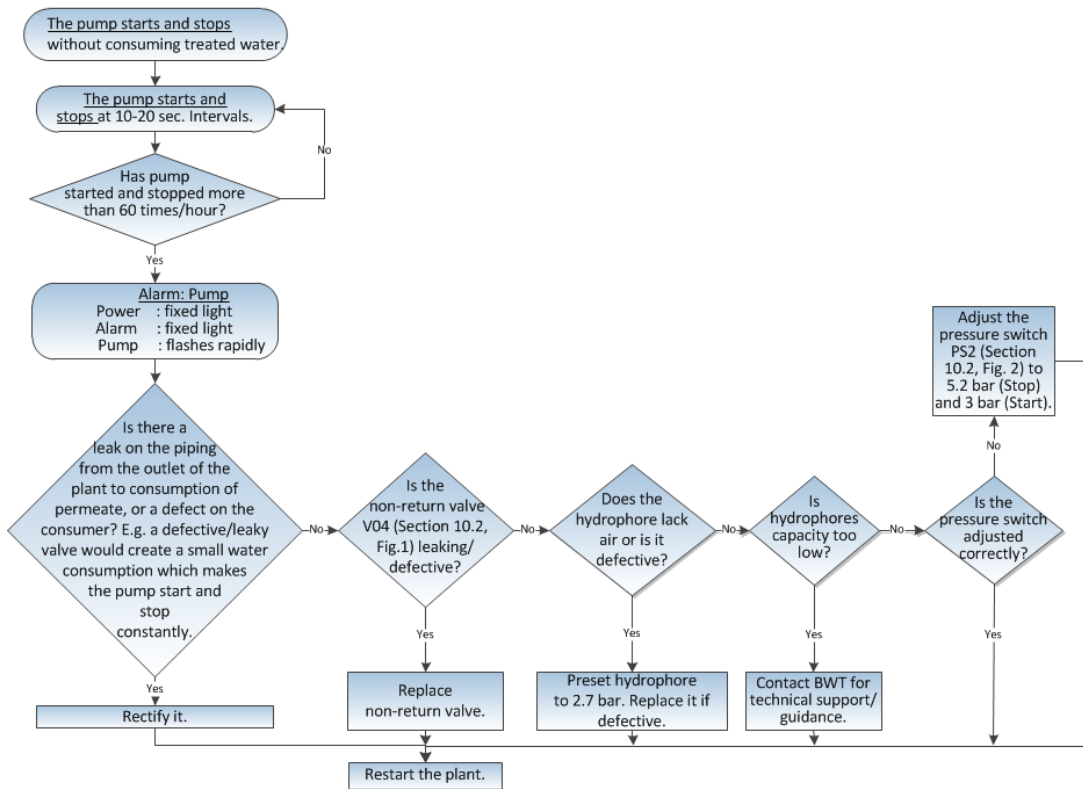 The pump starts and stops
without consuming treated water.
The pump starts and
stops at 10-20 sec. Intervals.
No
Has pump
started and stopped more
than 60 times/hour?
Yes
Alarm: Pump
Power : fixed light
Alarm : fixed light
Pump : flashes rapidly
Is there a
leak on the piping
from the outlet of the
plant to consumption of
permeate, or a defect on the
consumer? E.g. a defective/leaky
valve would create a small water
consumption which makes
the pump start and
stop
constantly.
No
Yes
Rectify it.
Is the
non-return valve
V04 (Section 10.2,
Fig.1) leaking/
defective?
No
Yes
Replace
non-return valve.
Does the
hydrophore lack
air or is it
defective?
No
Yes
Preset hydrophore
to 2.7 bar. Replace it if
defective.
Is
hydrophores
capacity too
low?
No
Yes
Contact BWT for
technical support/
guidance.
Is the
pressure switch
adjusted
correctly?
No
Adjust the
pressure switch
PS2 (Section
10.2, Fig. 2) to
5.2 bar (Stop)
and 3 bar (Start).
Yes
Restart the plant.